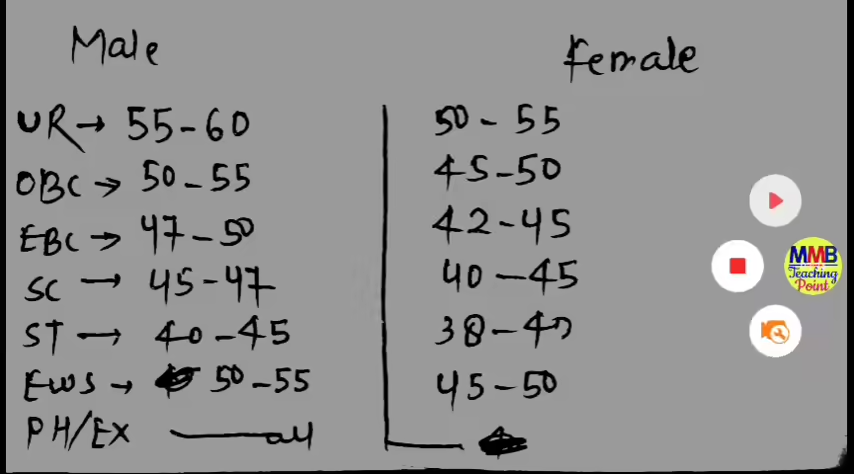 Male Female
UR → 55-60 50-55
OBC → 50-55 45-50
EBC → 47-50 42-45
SC → 45-47 40-45
ST → 40-45 38-40
EWS → 50-55 45-50
PH/EX — all
MMB
Teaching
Point